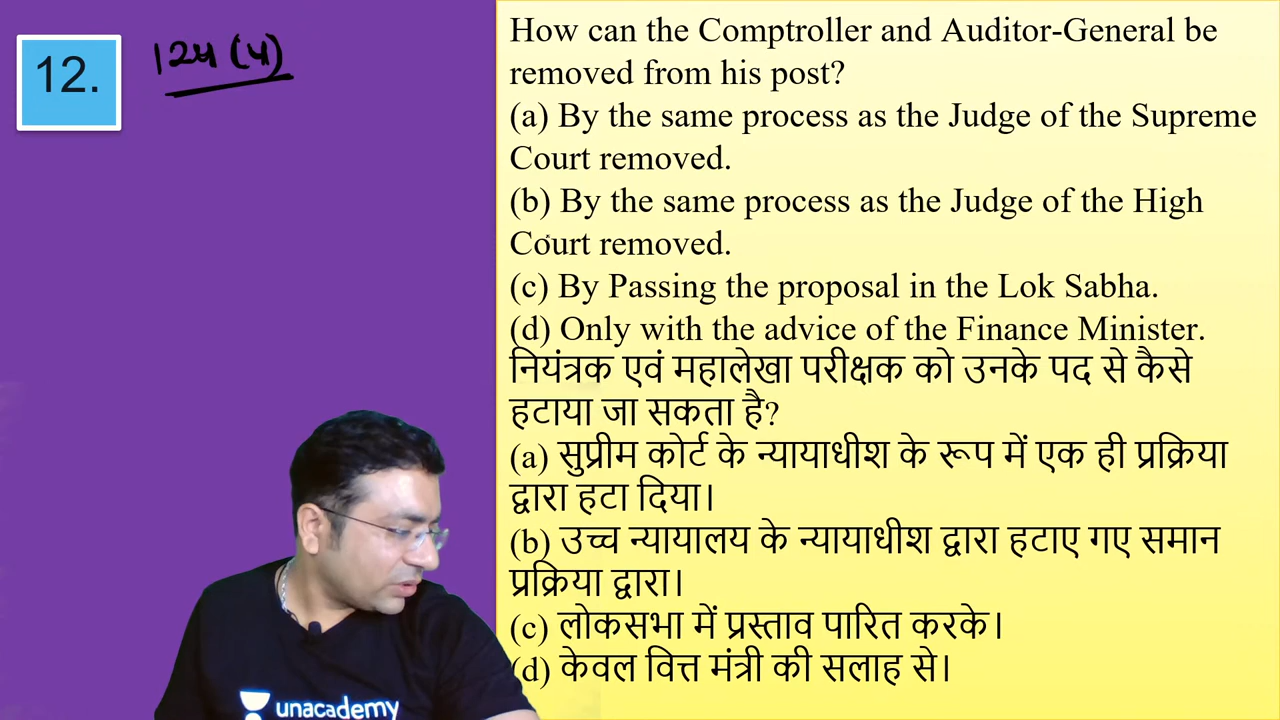 12.
124 (4)
How can the Comptroller and Auditor-General be
removed from his post?
(a) By the same process as the Judge of the Supreme
Court removed.
(b) By the same process as the Judge of the High
Court removed.
(c) By Passing the proposal in the Lok Sabha.
(d) Only with the advice of the Finance Minister.
नियंत्रक एवं महालेखा परीक्षक को उनके पद से कैसे
हटाया जा सकता है?
(a) सुप्रीम कोर्ट के न्यायाधीश के रूप में एक ही प्रक्रिया
द्वारा हटा दिया।
(b) उच्च न्यायालय के न्यायाधीश द्वारा हटाए गए समान
प्रक्रिया द्वारा।
(c) लोकसभा में प्रस्ताव पारित करके।
(d) केवल वित्त मंत्री की सलाह से।
unacademy